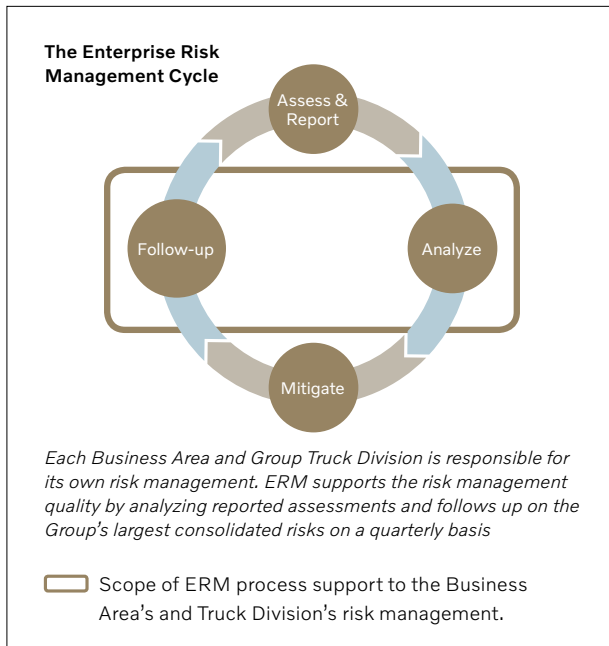 The Enterprise Risk
Management Cycle
Assess &
Report
Follow-up
Analyze
Mitigate
Each Business Area and Group Truck Division is responsible for
its own risk management. ERM supports the risk management
quality by analyzing reported assessments and follows up on the
Group's largest consolidated risks on a quarterly basis
Scope of ERM process support to the Business
Area's and Truck Division's risk management.